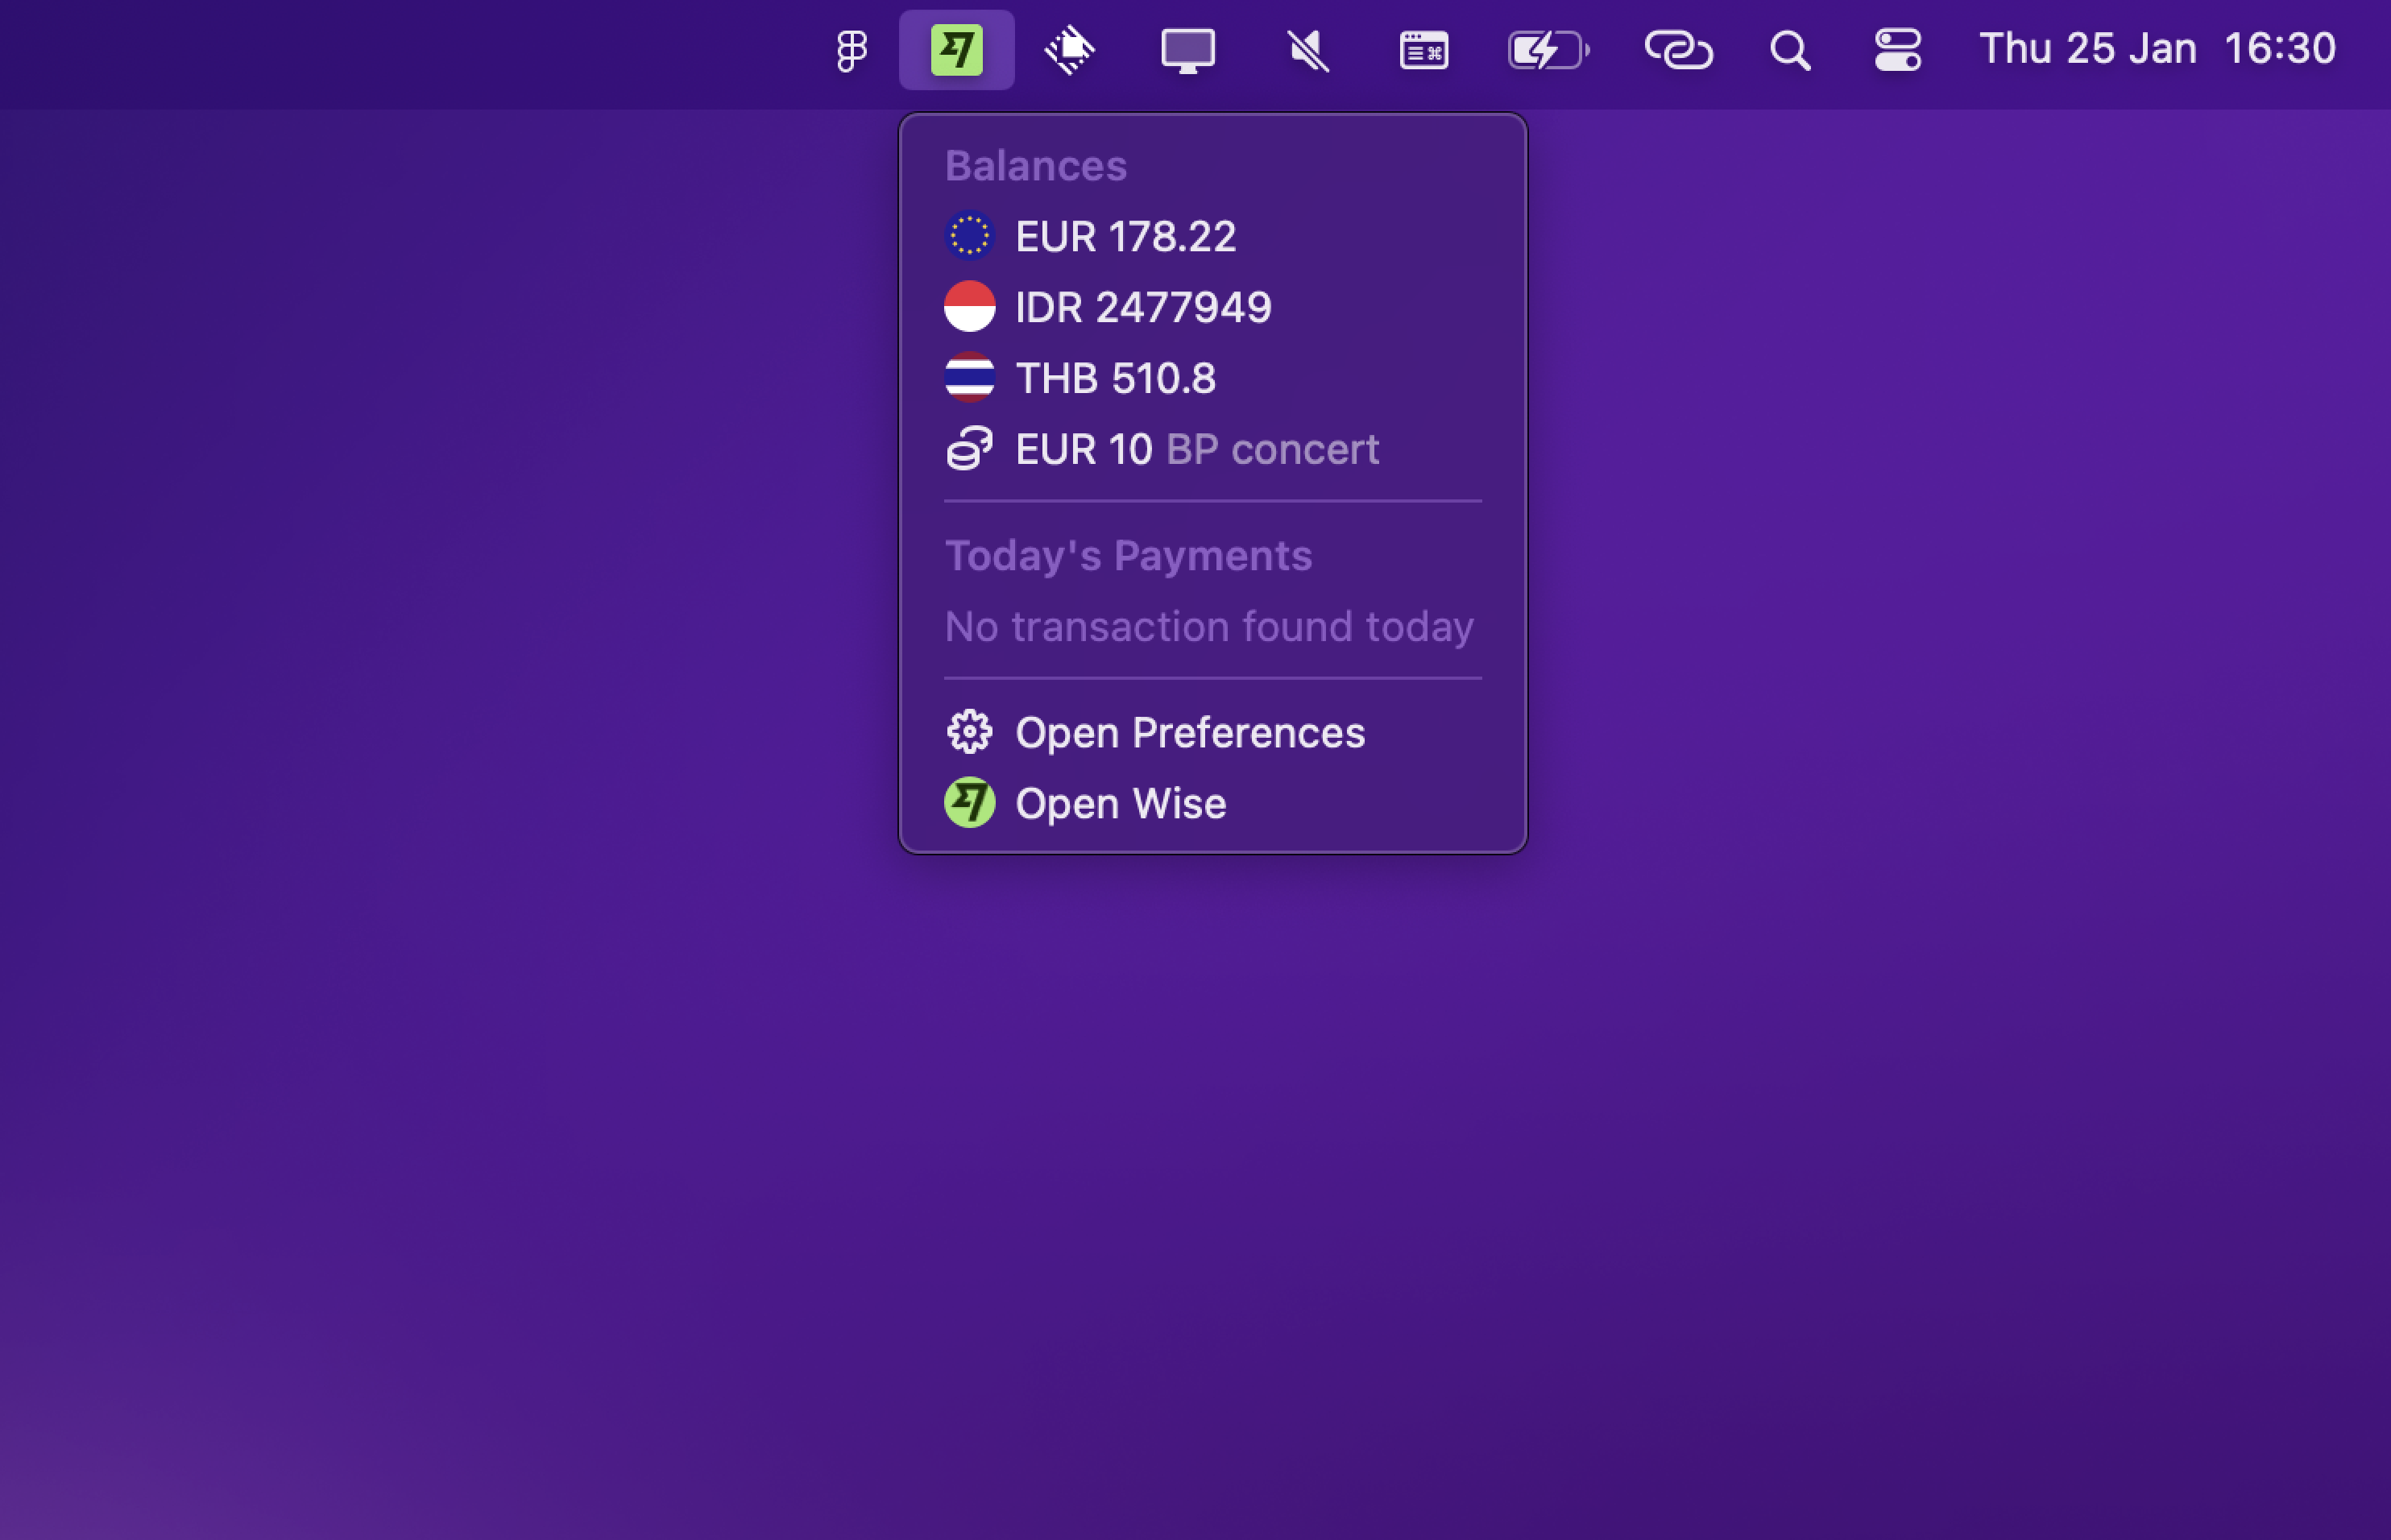 Thu 25 Jan 16:30
Balances
EUR 178.22
IDR 2477949
THB 510.8
EUR 10 BP concert
Today's Payments
No transaction found today
Open Preferences
Open Wise